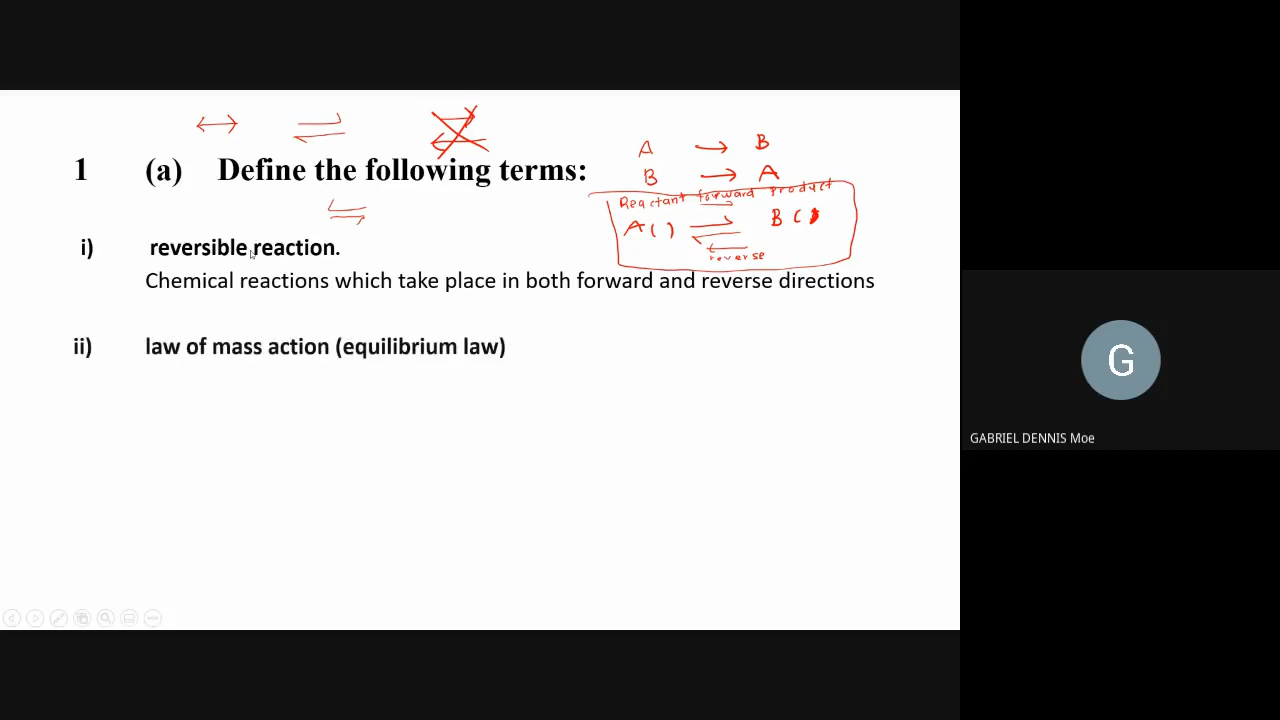 A → B
1 (a) Define the following terms:
B → A
Reactant forward Product
A ( ) ⇌ B ( )
reverse
i) reversible reaction.
Chemical reactions which take place in both forward and reverse directions
ii) law of mass action (equilibrium law)
G
GABRIEL DENNIS Moe